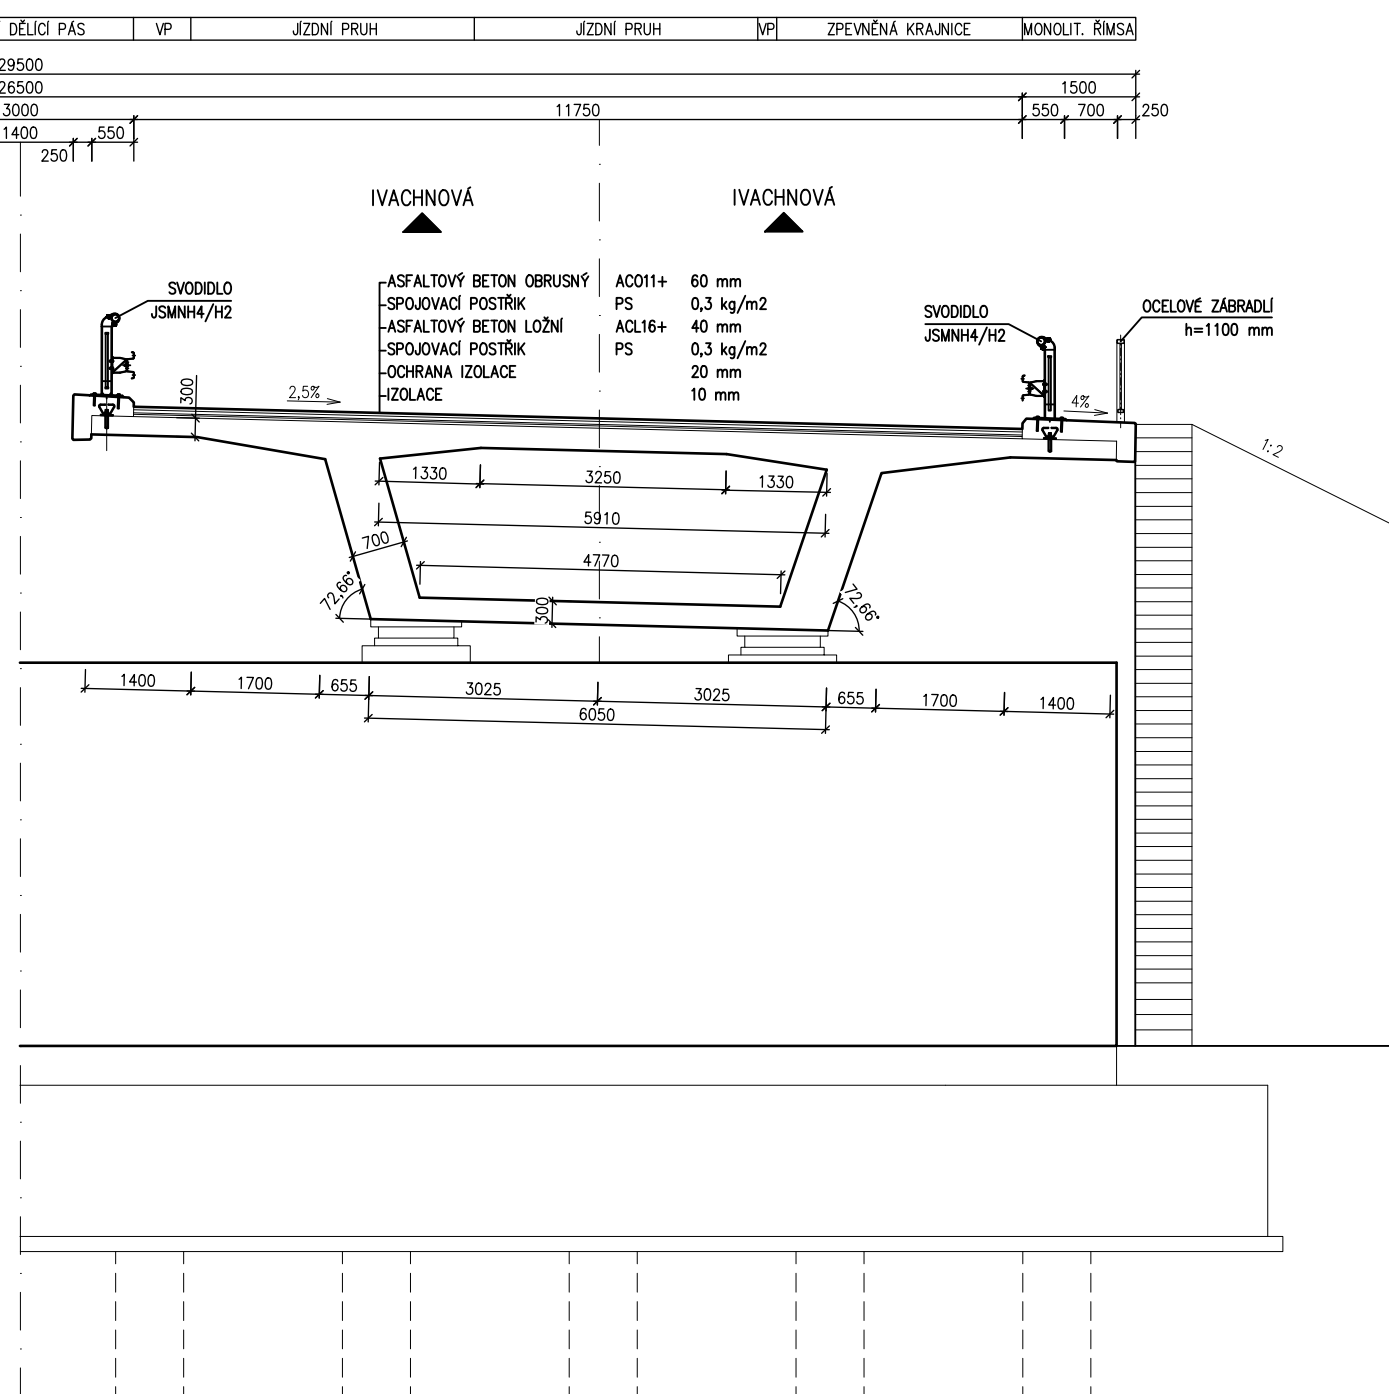 DĚLÍCÍ PÁS VP JÍZDNÍ PRUH JÍZDNÍ PRUH VP ZPEVNĚNÁ KRAJNICE MONOLIT. ŘÍMSA
29500
26500 1500
3000 11750 550 700 250
1400 550
250
IVACHNOVÁ IVACHNOVÁ
ASFALTOVÝ BETON OBRUSNÝ ACO11+ 60 mm
SPOJOVACÍ POSTŘIK PS 0,3 kg/m2
ASFALTOVÝ BETON LOŽNÍ ACL16+ 40 mm
SPOJOVACÍ POSTŘIK PS 0,3 kg/m2
OCHRANA IZOLACE 20 mm
IZOLACE 10 mm
SVODIDLO
JSMNH4/H2
SVODIDLO
JSMNH4/H2
OCELOVÉ ZÁBRADLÍ
h=1100 mm
300
2,5%
4%
1:2
1330 3250 1330
5910
700
4770
72,66°
300
72,66°
1400 1700 655 3025 3025 655 1700 1400
6050